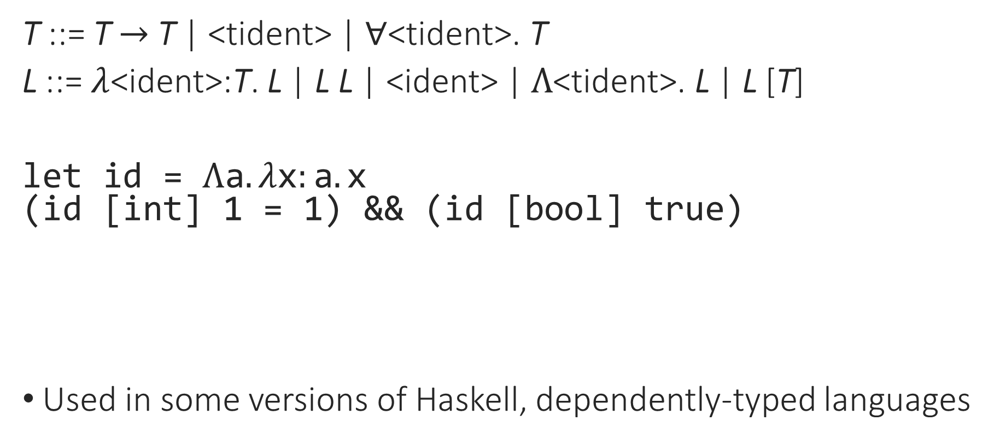 T ::= T → T | <tident> | ∀<tident>. T
L ::= λ<ident>:T. L | L L | <ident> | Λ<tident>. L | L [T]
let id = Λa.λx:a.x
(id [int] 1 = 1) && (id [bool] true)
• Used in some versions of Haskell, dependently-typed languages